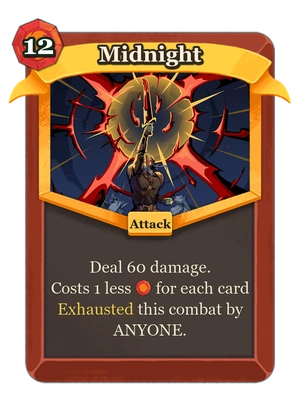 12
Midnight
Attack
Deal 60 damage.
Costs 1 less for each card
Exhausted this combat by
ANYONE.